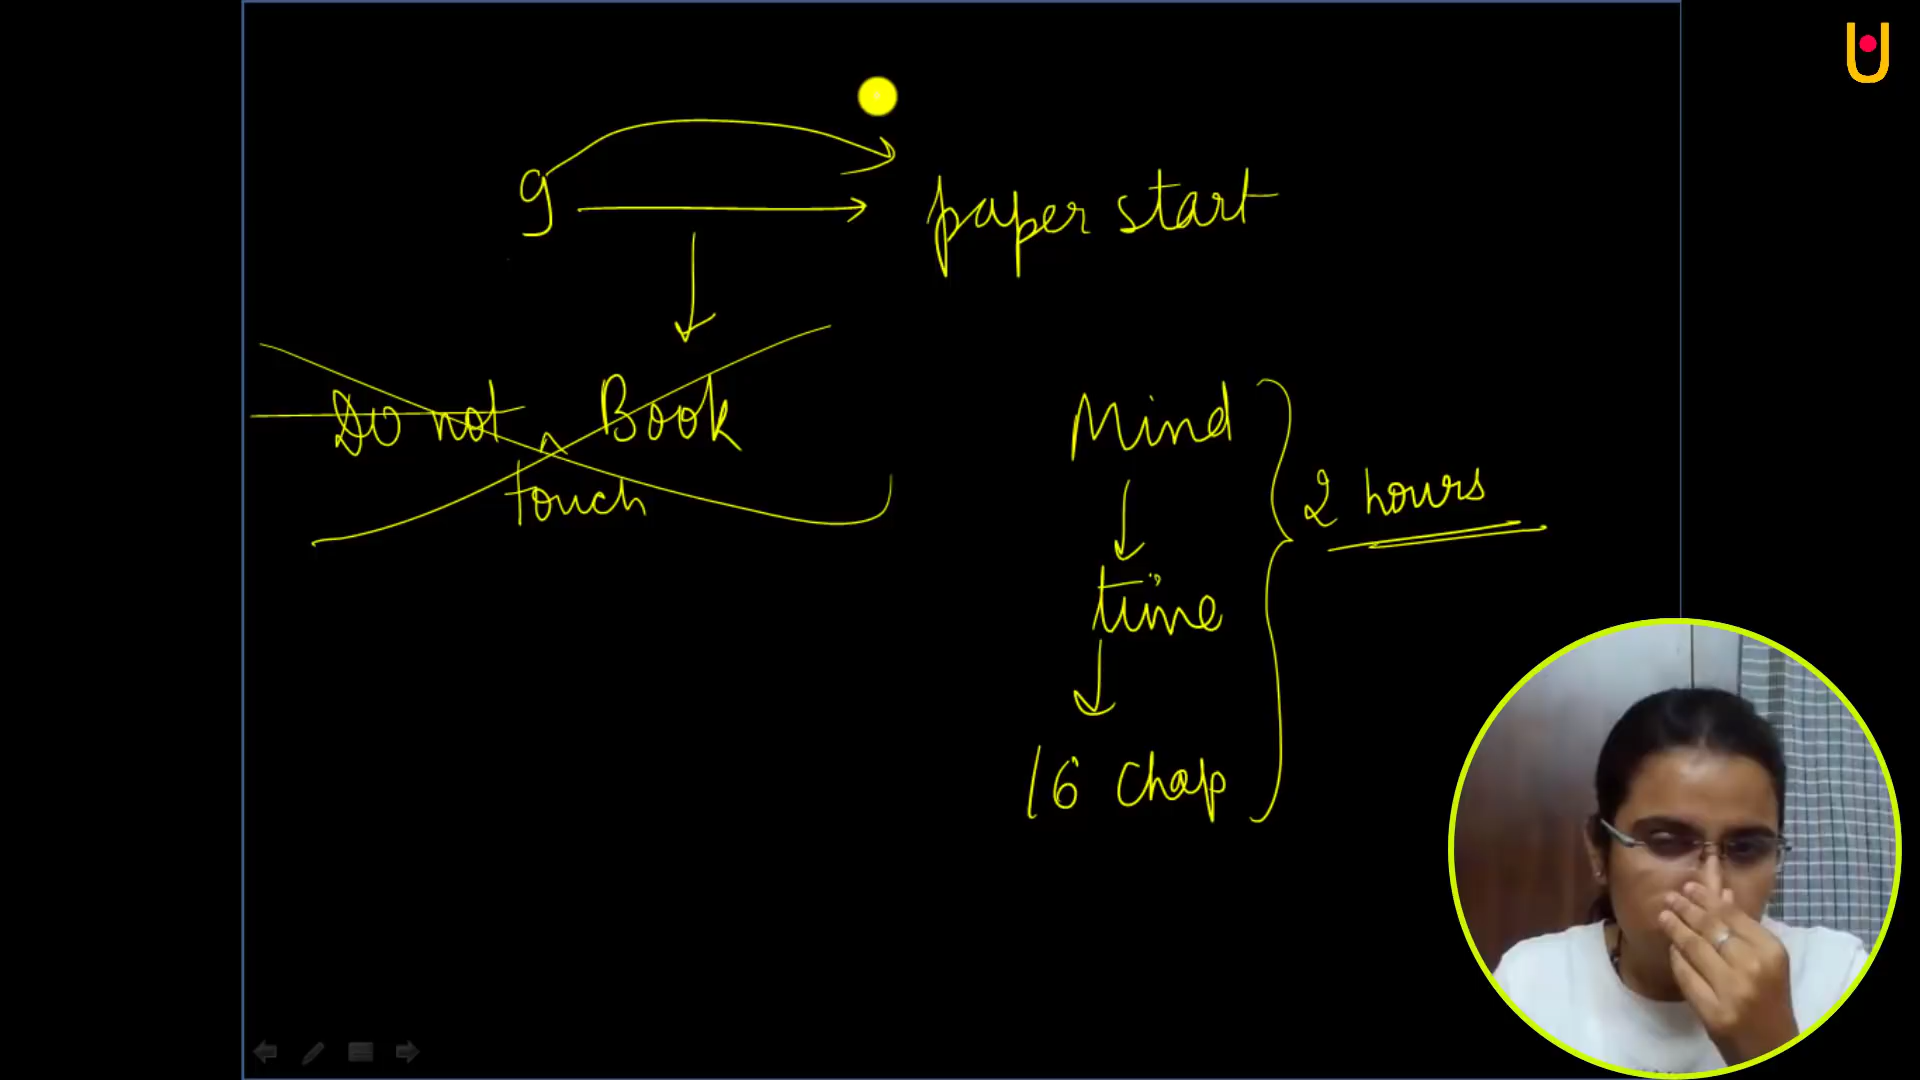 9 paper start
Do not Book
touch
Mind
2 hours
time
16 Chap